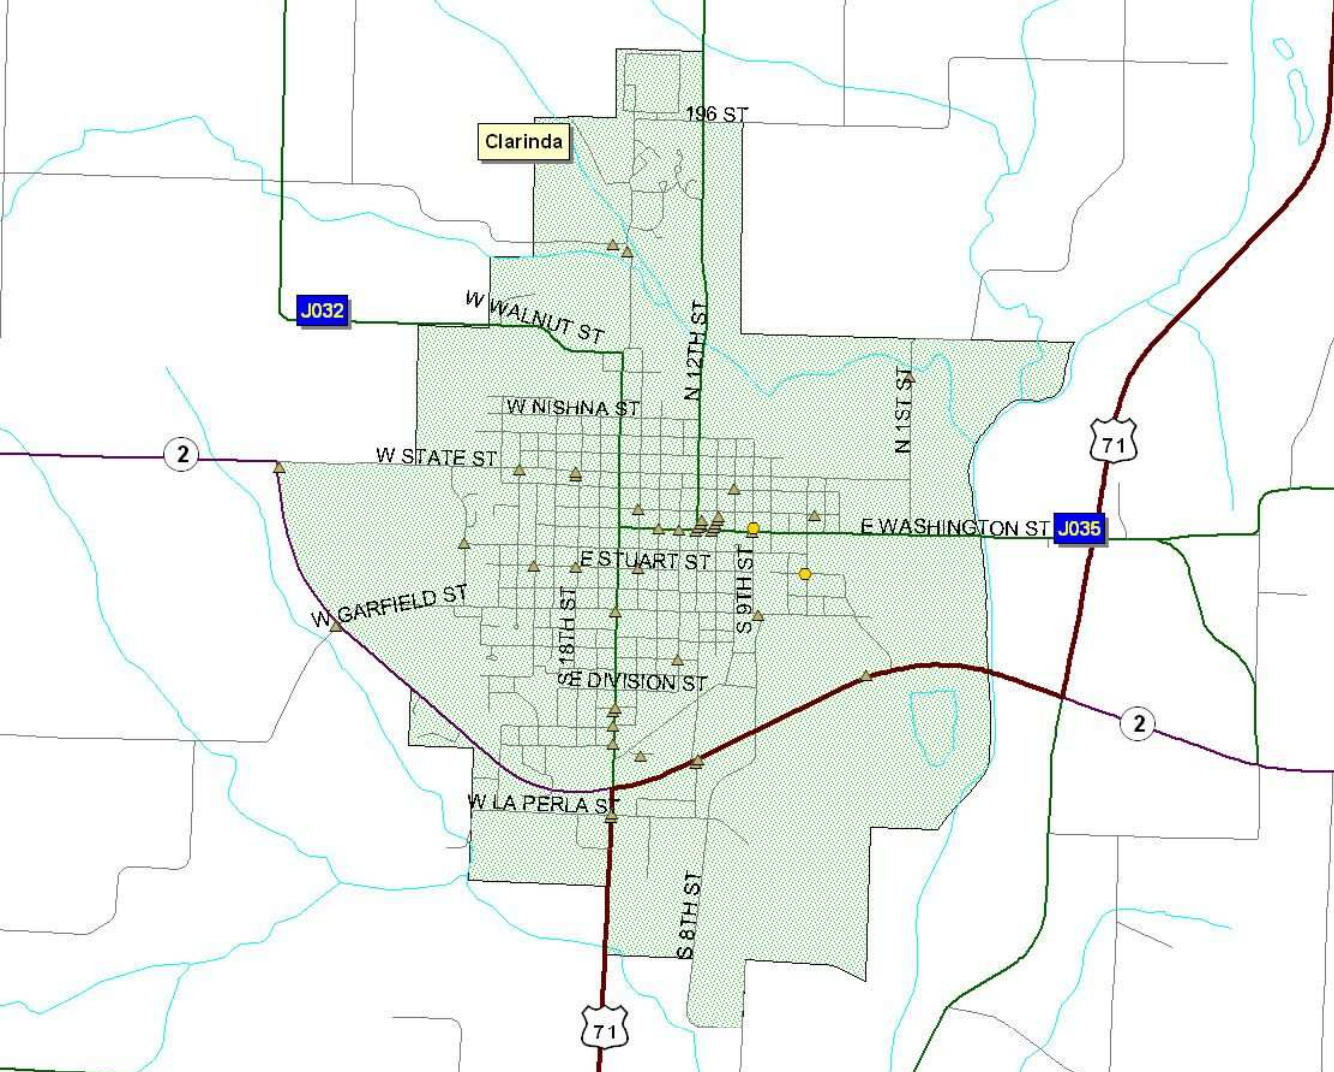 196 ST
Clarinda
W WALNUT ST
J032
N 12TH ST
N 1ST ST
W NISHNA ST
71
2
W STATE ST
E WASHINGTON ST
J035
E STUART ST
S 9TH ST
W GARFIELD ST
S 18TH ST
E DIVISION ST
2
W LA PERLA ST
S 8TH ST
71